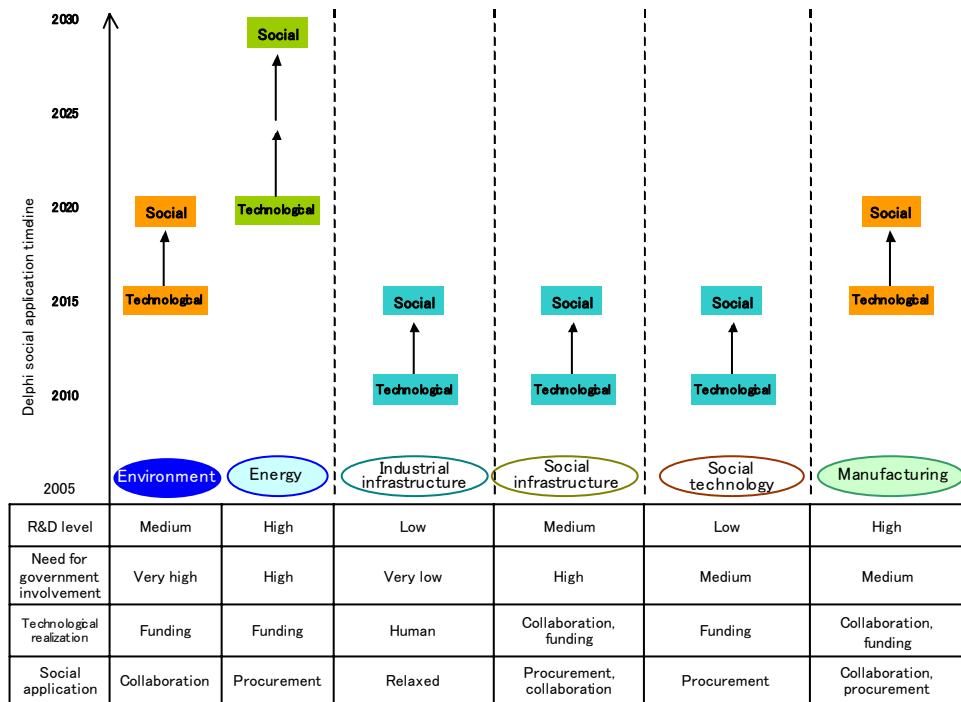 2030
Social
2025
2020
Social
Technological
Social
2015
Technological
Social
Social
Social
Technological
2010
Technological
Technological
Technological
Delphi social application timeline
2005
Environment
Energy
Industrial
infrastructure
Social
infrastructure
Social
technology
Manufacturing
R&D level
Medium
High
Low
Medium
Low
High
Need for
government
involvement
Very high
High
Very low
High
Medium
Medium
Technological
realization
Funding
Funding
Human
Collaboration,
funding
Funding
Collaboration,
funding
Social
application
Collaboration
Procurement
Relaxed
Procurement,
collaboration
Procurement
Collaboration,
procurement